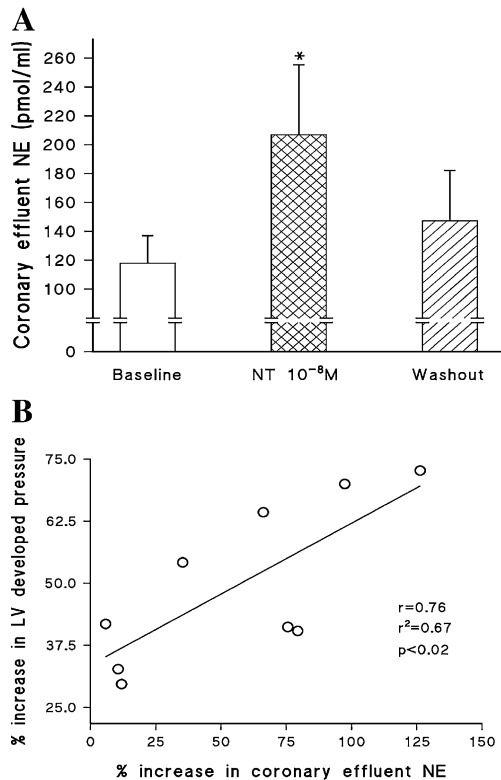 A
Coronary effluent NE (pmol/ml)
260
240
220
200
180
160
140
120
100
0
*
Baseline NT 10⁻⁸M Washout
B
% increase in LV developed pressure
75.0
62.5
50.0
37.5
25.0
r=0.76
r²=0.67
p<0.02
0 25 50 75 100 125 150
% increase in coronary effluent NE